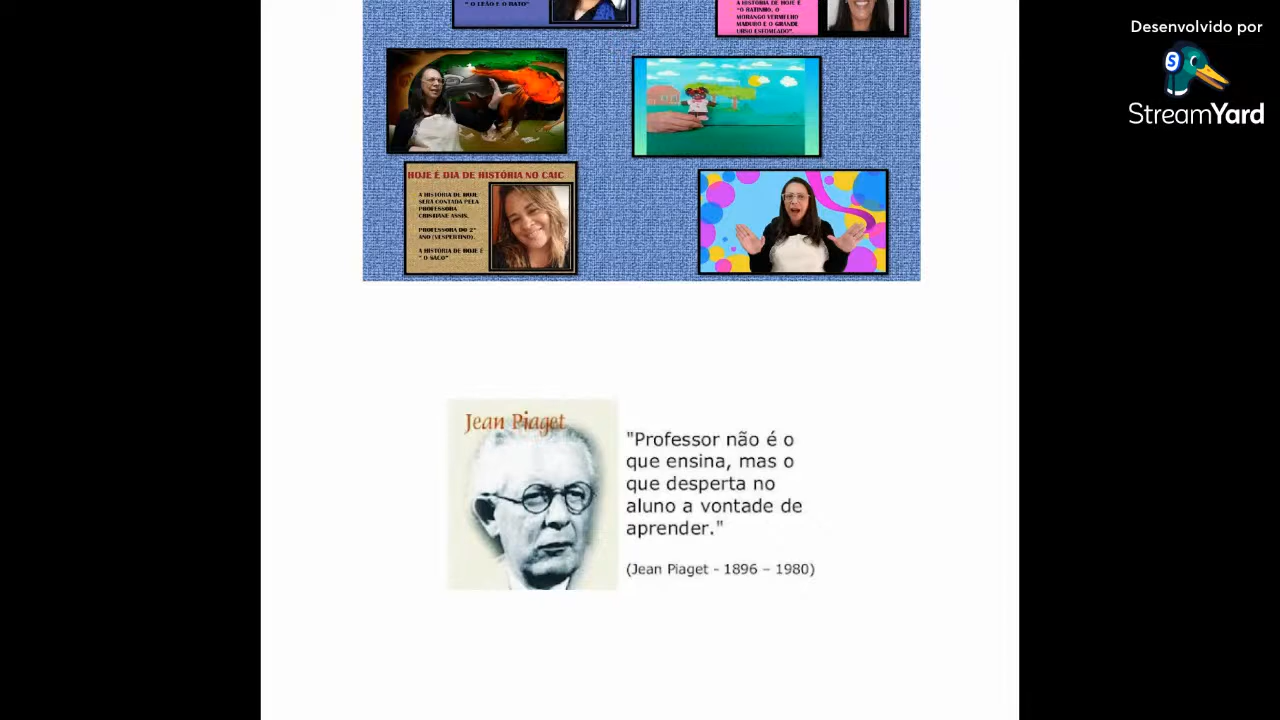 " O LEÃO E O RATO"
A HISTÓRIA DE HOJE É
"O RATINHO, O
MORANGO VERMELHO
MADURO E O GRANDE
URSO ESFOMEADO".
Desenvolvido por
StreamYard
HOJE É DIA DE HISTÓRIA NO CAIC
A HISTÓRIA DE HOJE
SERÁ CONTADA PELA
PROFESSORA
CRISTIANE ASSIS.
PROFESSORA DO 2º
ANO (VESPERTINO).
A HISTÓRIA DE HOJE É
" O SACO"
Jean Piaget
"Professor não é o
que ensina, mas o
que desperta no
aluno a vontade de
aprender."
(Jean Piaget - 1896 – 1980)